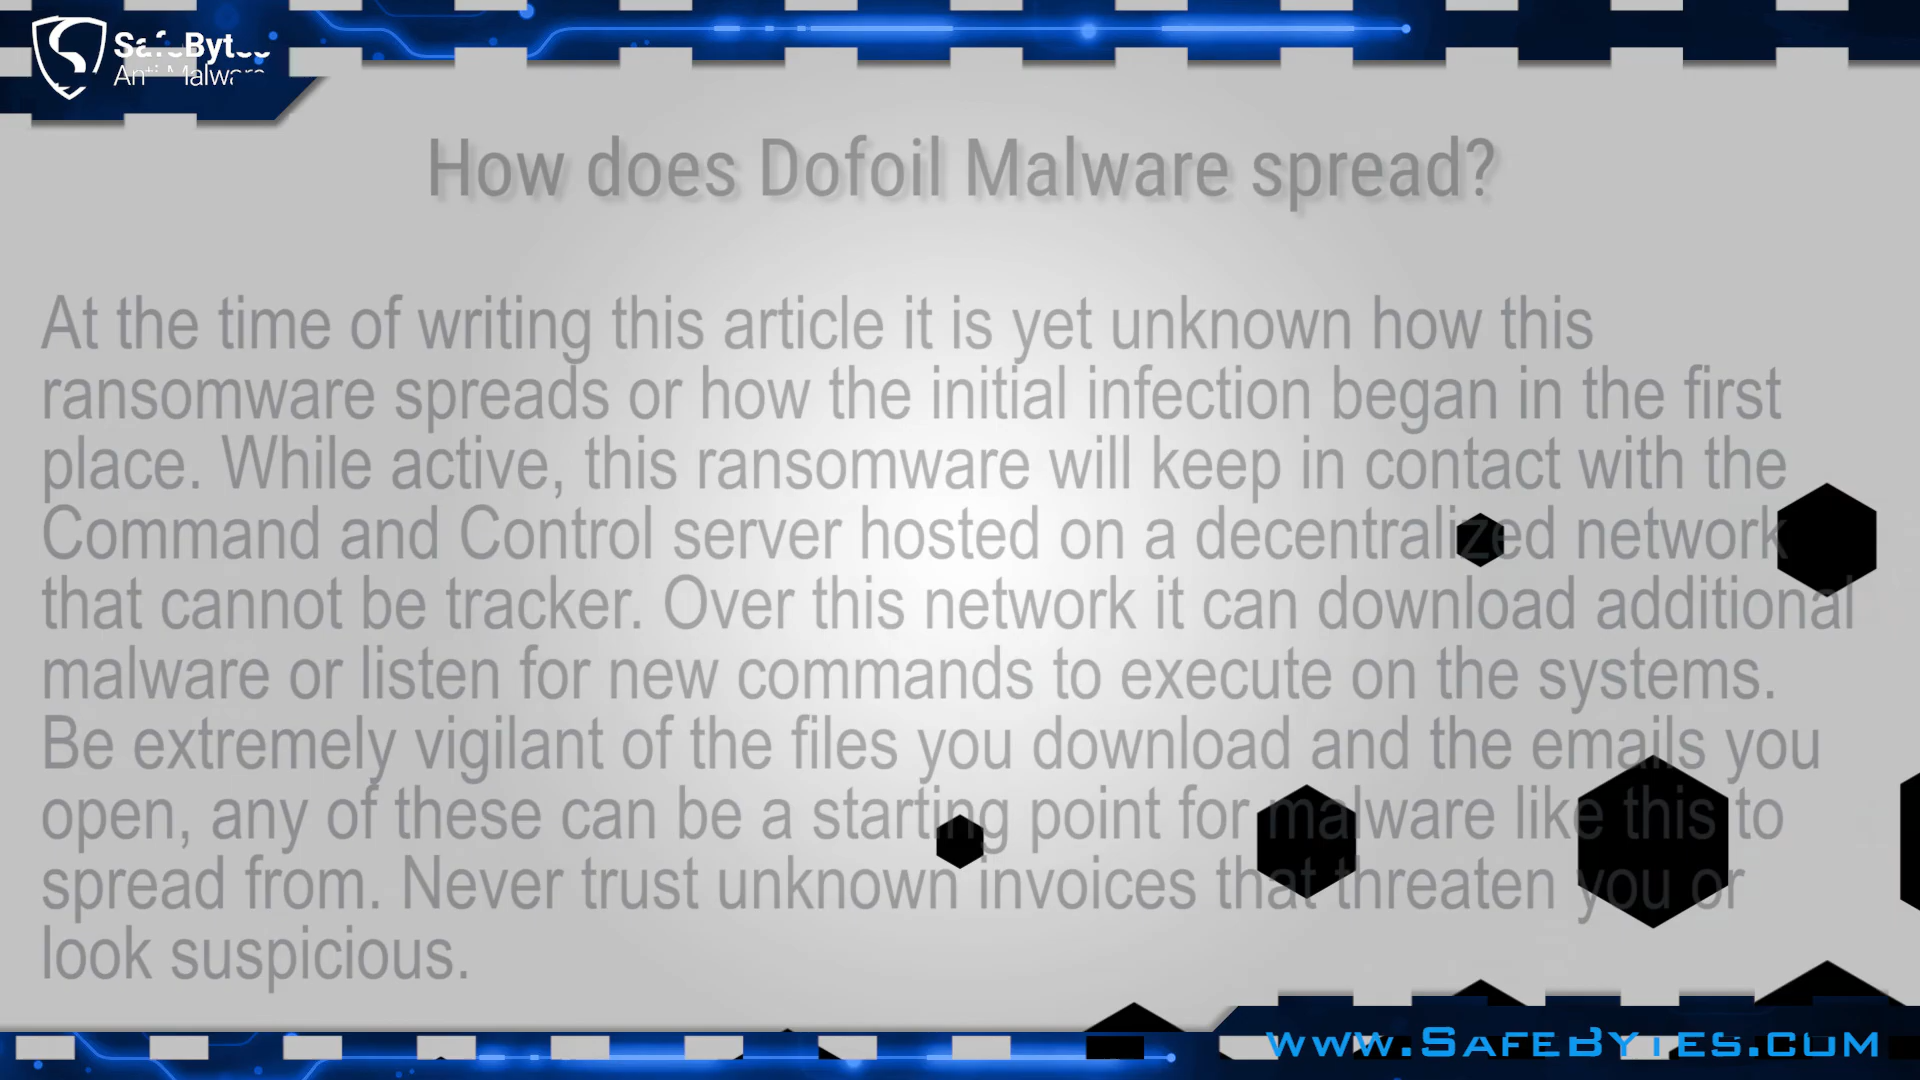 SafeBytes
Anti Malware
How does Dofoil Malware spread?
At the time of writing this article it is yet unknown how this
ransomware spreads or how the initial infection began in the first
place. While active, this ransomware will keep in contact with the
Command and Control server hosted on a decentralized network
that cannot be tracker. Over this network it can download additional
malware or listen for new commands to execute on the systems.
Be extremely vigilant of the files you download and the emails you
open, any of these can be a starting point for malware like this to
spread from. Never trust unknown invoices that threaten you or
look suspicious.
www.SafeBytes.com